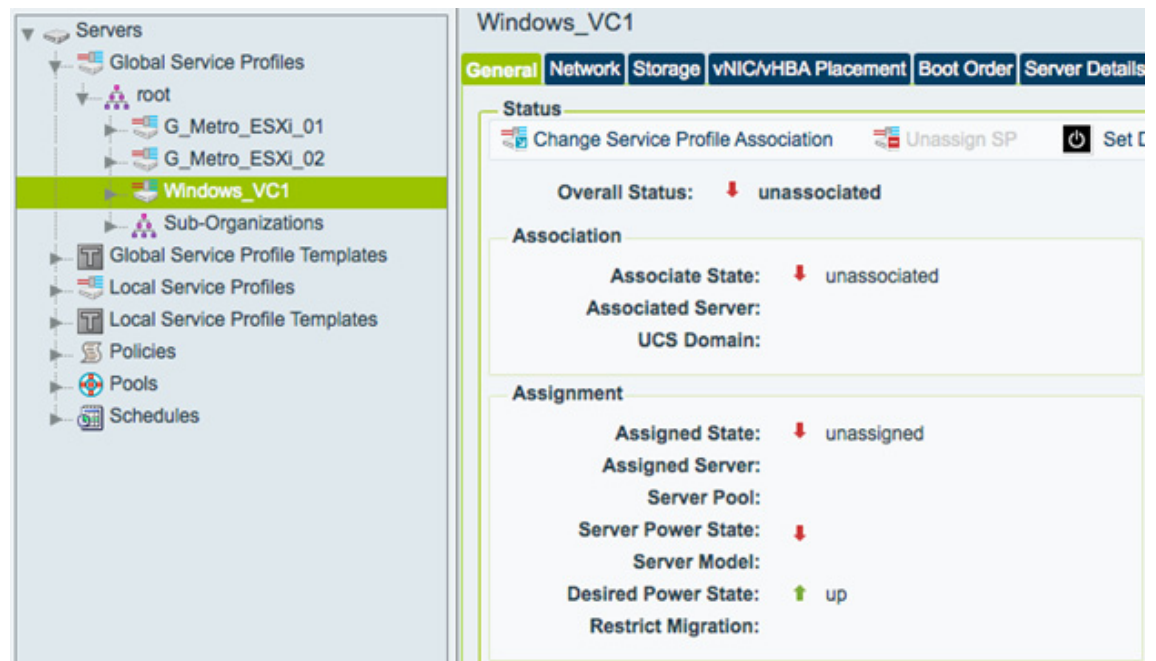 Servers
Global Service Profiles
root
G_Metro_ESXi_01
G_Metro_ESXi_02
Windows_VC1
Sub-Organizations
Global Service Profile Templates
Local Service Profiles
Local Service Profile Templates
Policies
Pools
Schedules
Windows_VC1
General Network Storage vNIC/vHBA Placement Boot Order Server Details
Status
Change Service Profile Association Unassign SP Set
Overall Status: unassociated
Association
Associate State: unassociated
Associated Server:
UCS Domain:
Assignment
Assigned State: unassigned
Assigned Server:
Server Pool:
Server Power State:
Server Model:
Desired Power State: up
Restrict Migration: